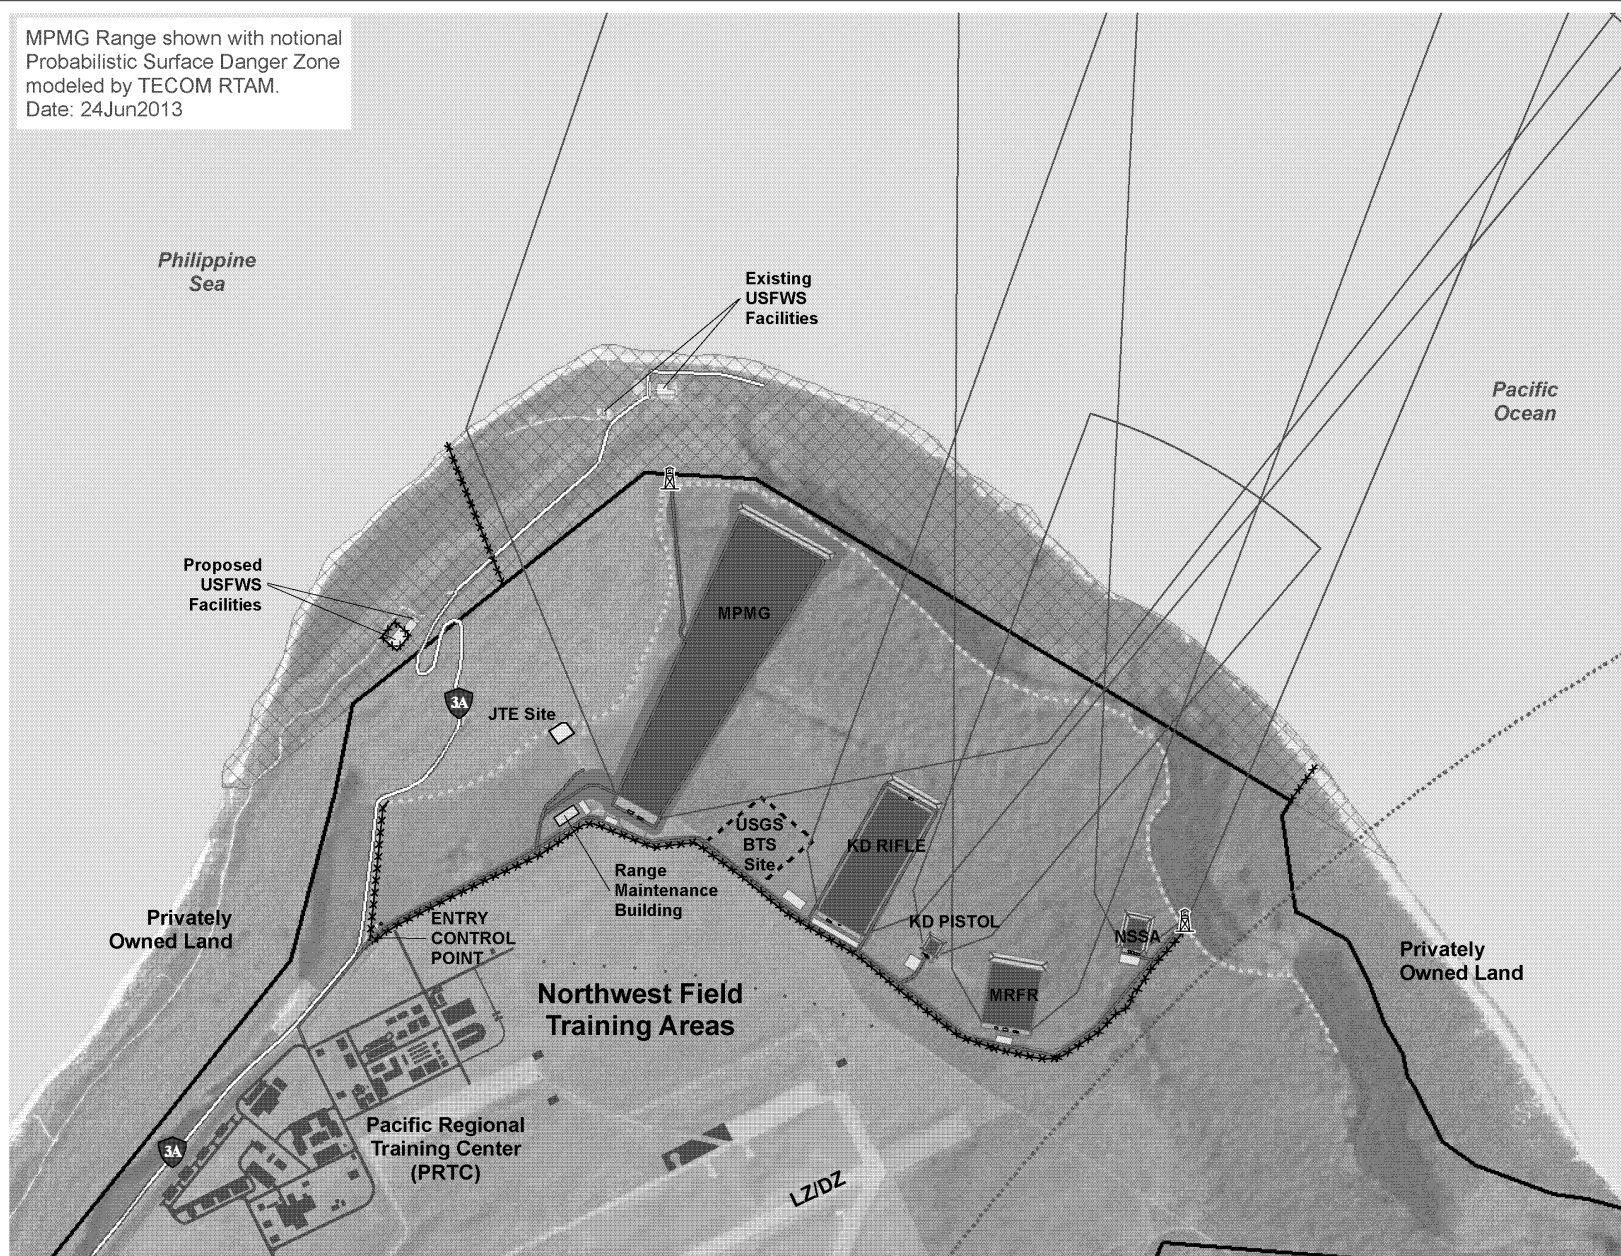 MPMG Range shown with notional
Probabilistic Surface Danger Zone
modeled by TECOM RTAM.
Date: 24Jun2013
Philippine
Sea
Existing
USFWS
Facilities
Pacific
Ocean
Proposed
USFWS
Facilities
MPMG
3A
JTE Site
USGS
BTS
Site
KD RIFLE
Range
Maintenance
Building
Privately
Owned Land
ENTRY
CONTROL
POINT
KD PISTOL
NSSA
Privately
Owned Land
MRFR
Northwest Field
Training Areas
Pacific Regional
Training Center
(PRTC)
3A
LZ/DZ